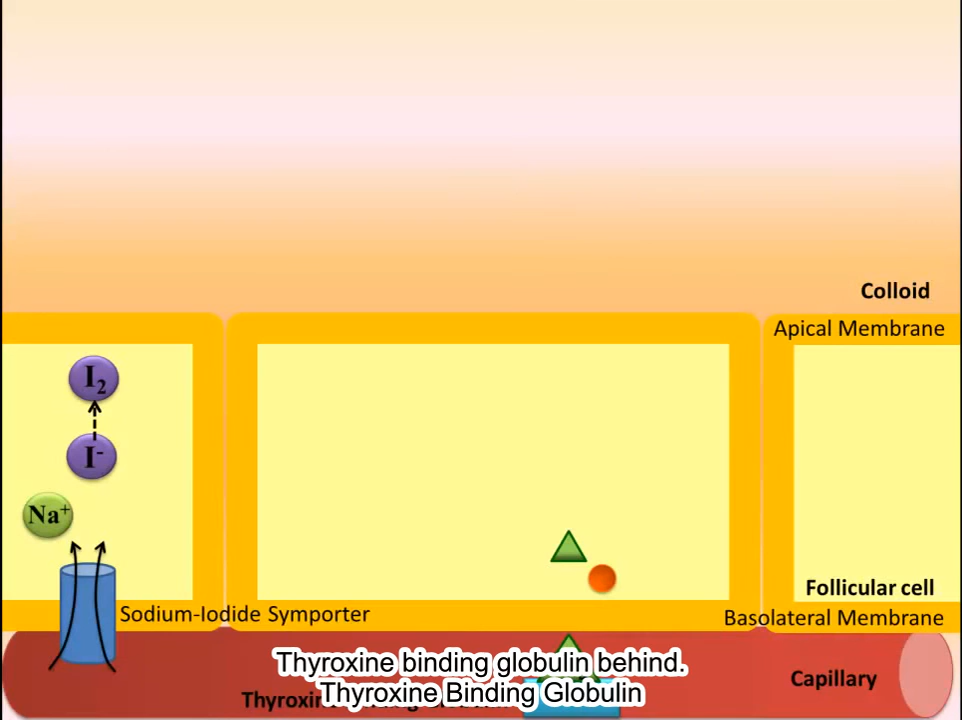 Colloid
Apical Membrane
I₂
I⁻
Na⁺
Follicular cell
Sodium-Iodide Symporter
Basolateral Membrane
Thyroxine binding globulin behind.
Capillary
Thyroxine Binding Globulin